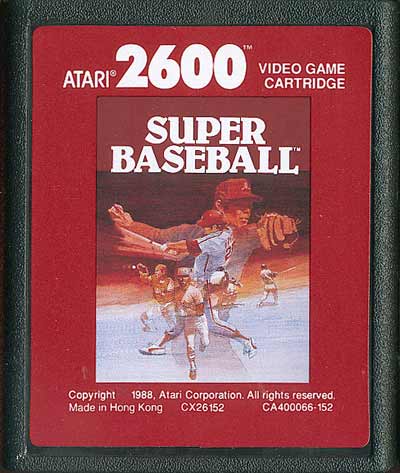 ATARI® 2600™ VIDEO GAME
CARTRIDGE
SUPER
BASEBALL™
Copyright 1988, Atari Corporation. All rights reserved.
Made in Hong Kong CX26152 CA400066-152